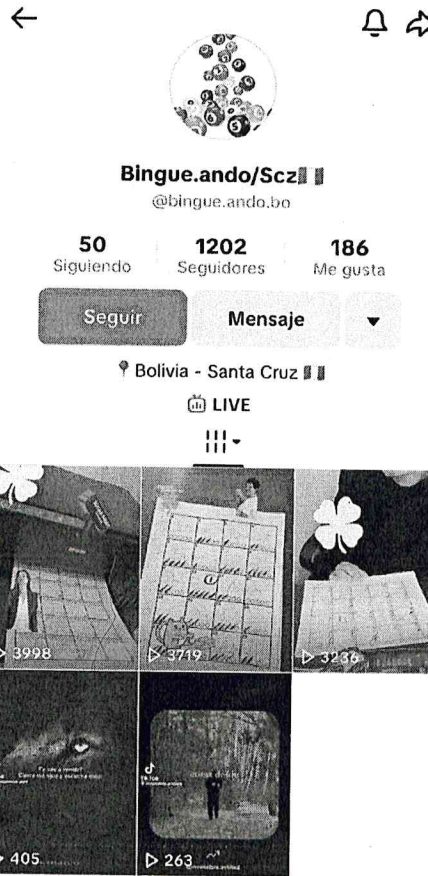 Bingue.ando/Scz
@bingue.ando.bo
50 1202 186
Siguiendo Seguidores Me gusta
Seguir Mensaje
Bolivia - Santa Cruz
LIVE
3998 3719 3236
405 263